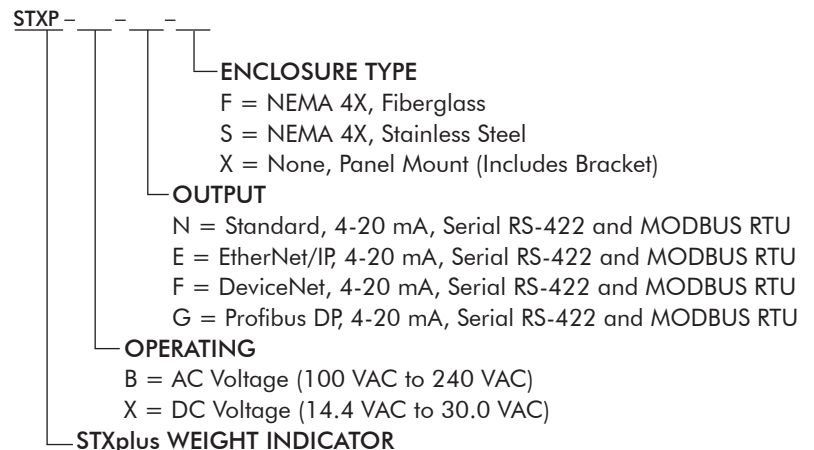 STXP – – –
ENCLOSURE TYPE
F = NEMA 4X, Fiberglass
S = NEMA 4X, Stainless Steel
X = None, Panel Mount (Includes Bracket)
OUTPUT
N = Standard, 4-20 mA, Serial RS-422 and MODBUS RTU
E = EtherNet/IP, 4-20 mA, Serial RS-422 and MODBUS RTU
F = DeviceNet, 4-20 mA, Serial RS-422 and MODBUS RTU
G = Profibus DP, 4-20 mA, Serial RS-422 and MODBUS RTU
OPERATING
B = AC Voltage (100 VAC to 240 VAC)
X = DC Voltage (14.4 VAC to 30.0 VAC)
STXplus WEIGHT INDICATOR